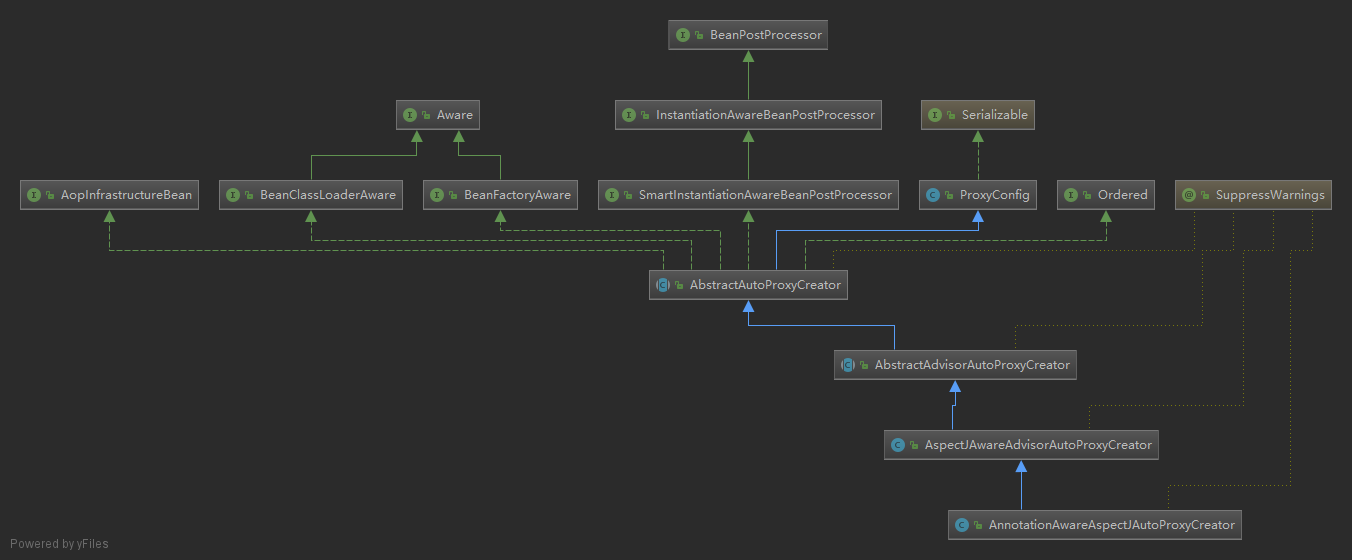 BeanPostProcessor
Aware
InstantiationAwareBeanPostProcessor
Serializable
AopInfrastructureBean
BeanClassLoaderAware
BeanFactoryAware
SmartInstantiationAwareBeanPostProcessor
ProxyConfig
Ordered
SuppressWarnings
AbstractAutoProxyCreator
AbstractAdvisorAutoProxyCreator
AspectJAwareAdvisorAutoProxyCreator
AnnotationAwareAspectJAutoProxyCreator
Powered by yFiles